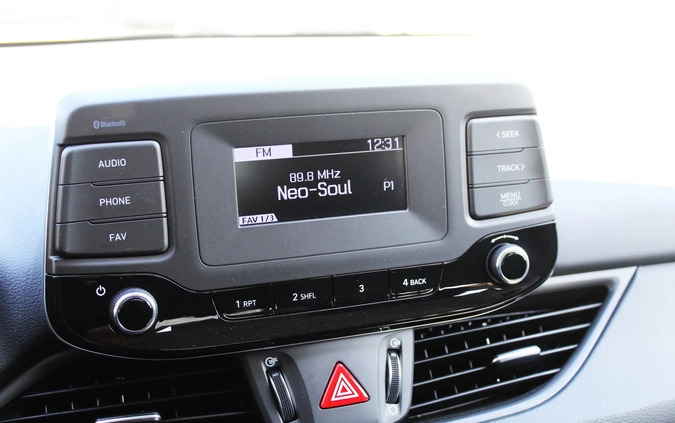 Bluetooth
AUDIO
PHONE
FAV
FM 12:31
89.8 MHz
Neo-Soul
P1
FAV 1/3
< SEEK
TRACK >
MENU
CLOCK
1 RPT
2 SHFL
3
4 BACK